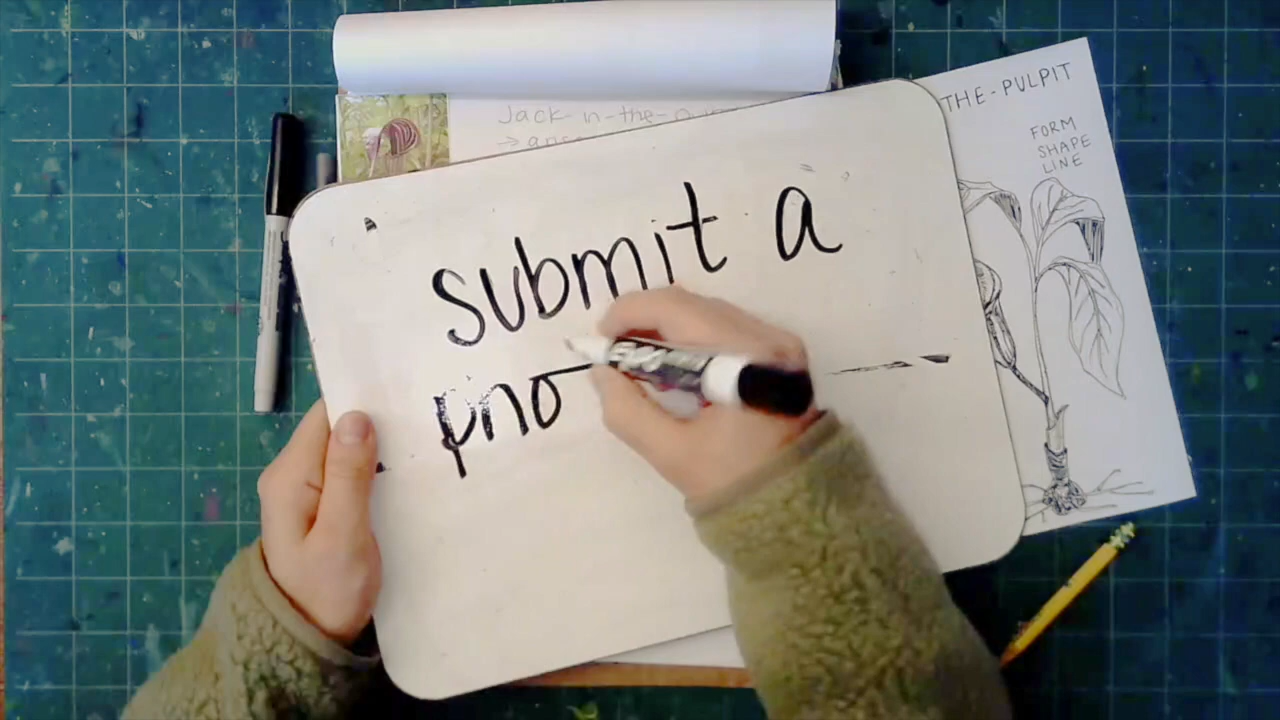 Jack-in-the-
THE-PULPIT
FORM
SHAPE
LINE
submit a
pho